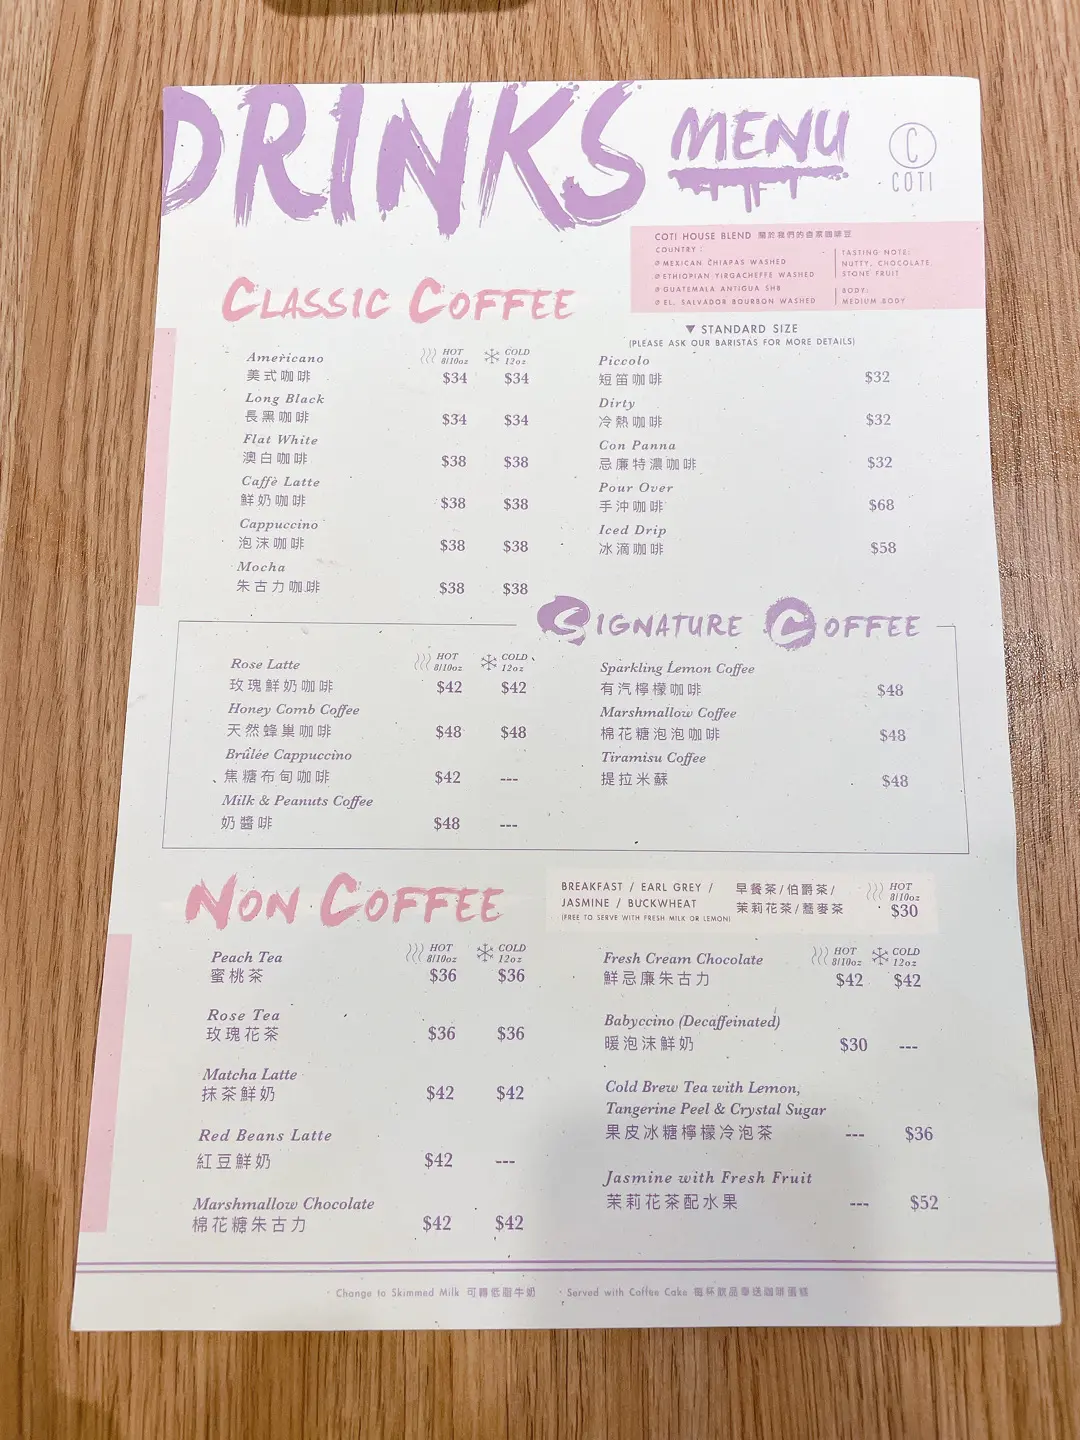 DRINKS MENU
C
COTI
COTI HOUSE BLEND 關於我們的自家咖啡豆
COUNTRY:
MEXICAN CHIAPAS WASHED
ETHIOPIAN YIRGACHEFFE WASHED
GUATEMALA ANTIGUA SHB
EL. SALVADOR BOURBON WASHED
TASTING NOTE:
NUTTY, CHOCOLATE,
STONE FRUIT
BODY:
MEDIUM BODY
CLASSIC COFFEE
▼ STANDARD SIZE
(PLEASE ASK OUR BARISTAS FOR MORE DETAILS)
HOT 8/10oz COLD 12oz
Americano
美式咖啡 $34 $34
Long Black
長黑咖啡 $34 $34
Flat White
澳白咖啡 $38 $38
Caffè Latte
鮮奶咖啡 $38 $38
Cappuccino
泡沫咖啡 $38 $38
Mocha
朱古力咖啡 $38 $38
Piccolo
短笛咖啡 $32
Dirty
冷熱咖啡 $32
Con Panna
忌廉特濃咖啡 $32
Pour Over
手沖咖啡 $68
Iced Drip
冰滴咖啡 $58
SIGNATURE COFFEE
HOT 8/10oz COLD 12oz
Rose Latte
玫瑰鮮奶咖啡 $42 $42
Honey Comb Coffee
天然蜂巢咖啡 $48 $48
Brûlée Cappuccino
焦糖布甸咖啡 $42 ---
Milk & Peanuts Coffee
奶醬啡 $48 ---
Sparkling Lemon Coffee
有汽檸檬咖啡 $48
Marshmallow Coffee
棉花糖泡泡咖啡 $48
Tiramisu Coffee
提拉米蘇 $48
NON COFFEE
BREAKFAST / EARL GREY /
JASMINE / BUCKWHEAT
(FREE TO SERVE WITH FRESH MILK OR LEMON)
早餐茶/伯爵茶/
茉莉花茶/蕎麥茶
HOT 8/10oz
$30
HOT 8/10oz COLD 12oz
Peach Tea
蜜桃茶 $36 $36
Rose Tea
玫瑰花茶 $36 $36
Matcha Latte
抹茶鮮奶 $42 $42
Red Beans Latte
紅豆鮮奶 $42 ---
Marshmallow Chocolate
棉花糖朱古力 $42 $42
HOT 8/10oz COLD 12oz
Fresh Cream Chocolate
鮮忌廉朱古力 $42 $42
Babyccino (Decaffeinated)
暖泡沫鮮奶 $30 ---
Cold Brew Tea with Lemon,
Tangerine Peel & Crystal Sugar
果皮冰糖檸檬冷泡茶 --- $36
Jasmine with Fresh Fruit
茉莉花茶配水果 --- $52
· Change to Skimmed Milk 可轉低脂牛奶 · Served with Coffee Cake 每杯飲品奉送咖啡蛋糕